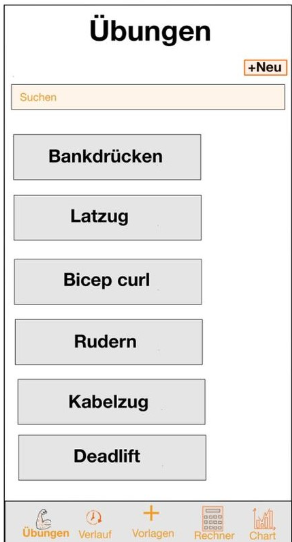 Übungen
+Neu
Suchen
Bankdrücken
Latzug
Bicep curl
Rudern
Kabelzug
Deadlift
Übungen Verlauf Vorlagen Rechner Chart